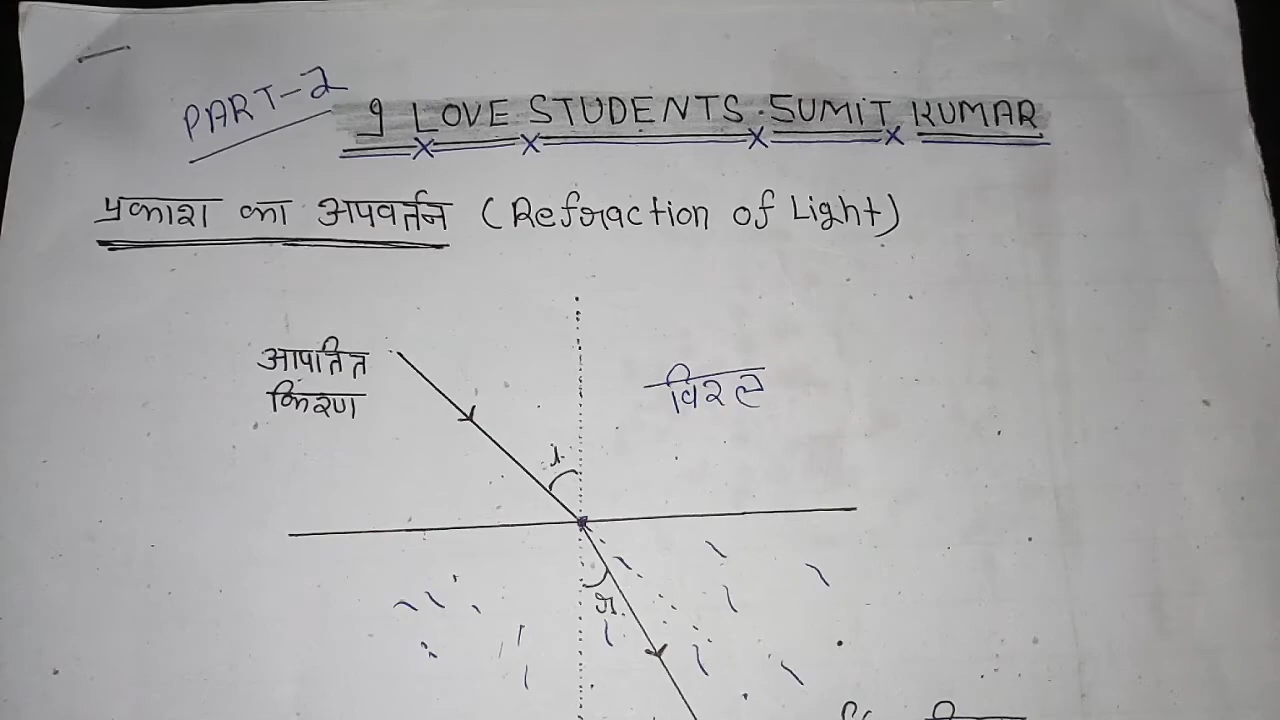 PART-2
I LOVE STUDENTS. SUMIT KUMAR
प्रकाश का अपवर्तन (Refraction of Light)
आपतित
किरण
विरल
i
r